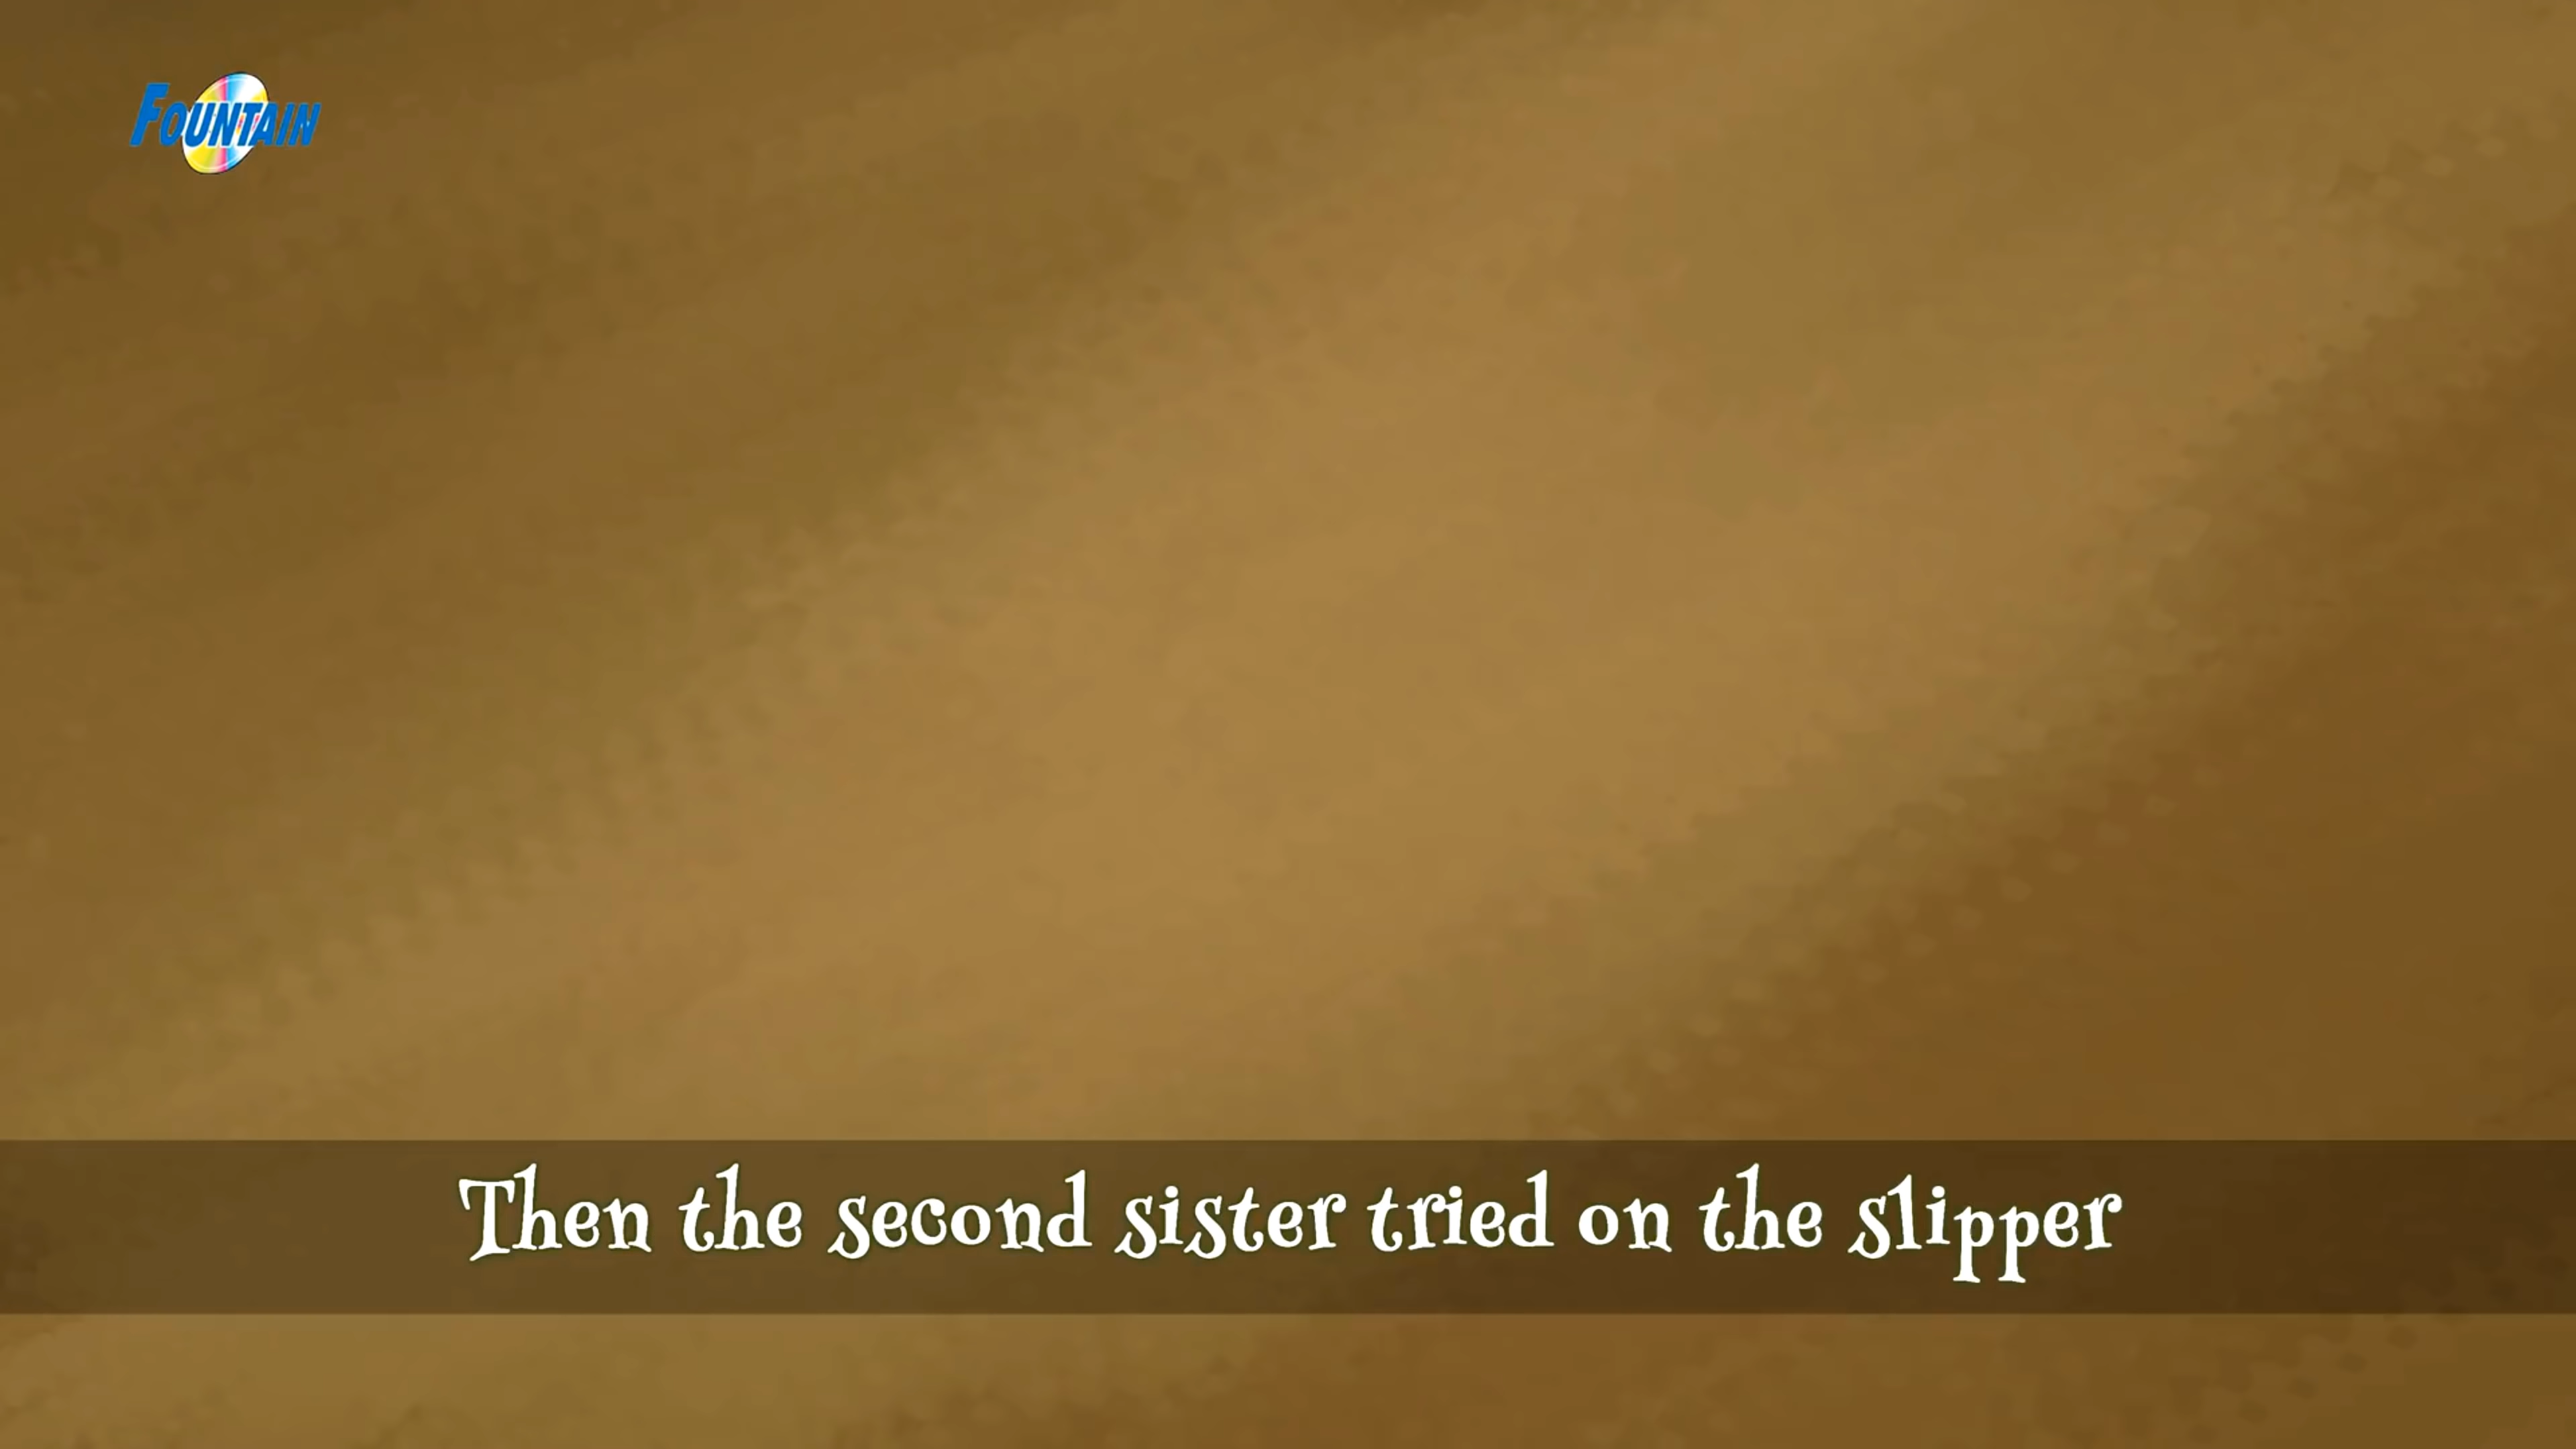 FOUNTAIN
Then the second sister tried on the slipper